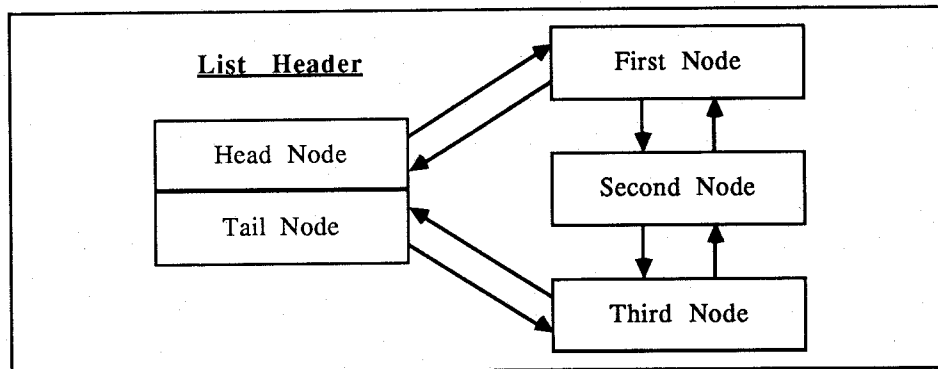 List Header
Head Node
Tail Node
First Node
Second Node
Third Node